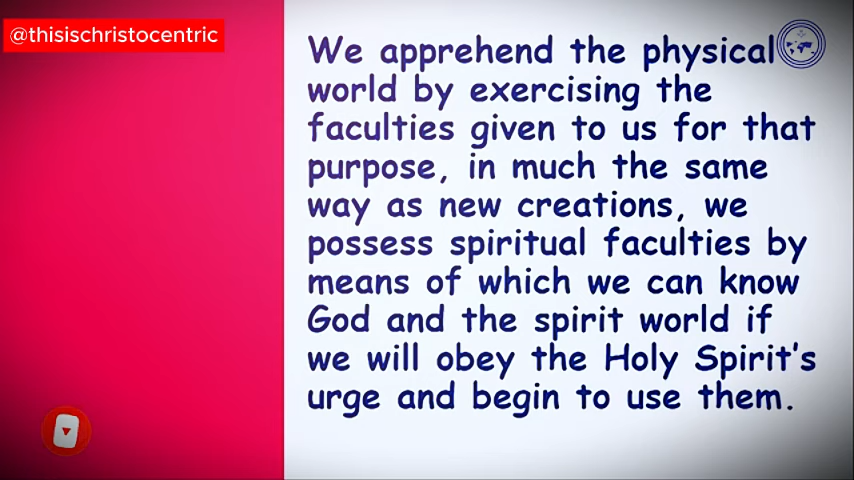 @thisischristocentric
We apprehend the physical
world by exercising the
faculties given to us for that
purpose, in much the same
way as new creations, we
possess spiritual faculties by
means of which we can know
God and the spirit world if
we will obey the Holy Spirit's
urge and begin to use them.